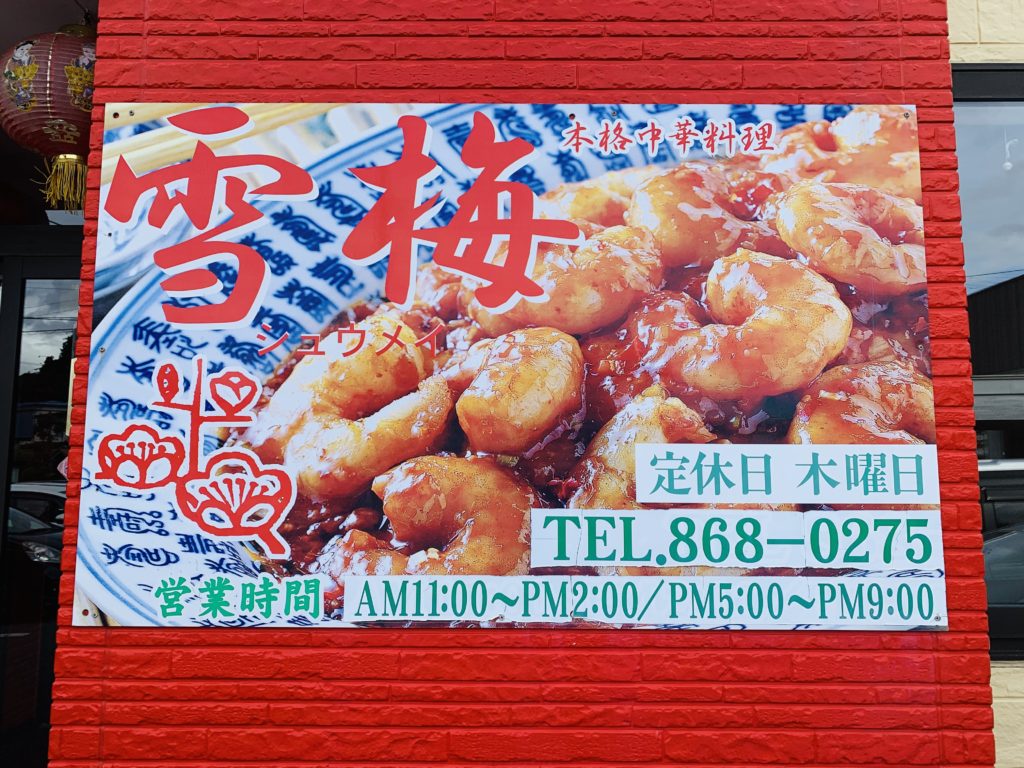 雪梅
本格中華料理
シュウメイ
定休日 木曜日
TEL.868-0275
営業時間 AM11:00~PM2:00/PM5:00~PM9:00